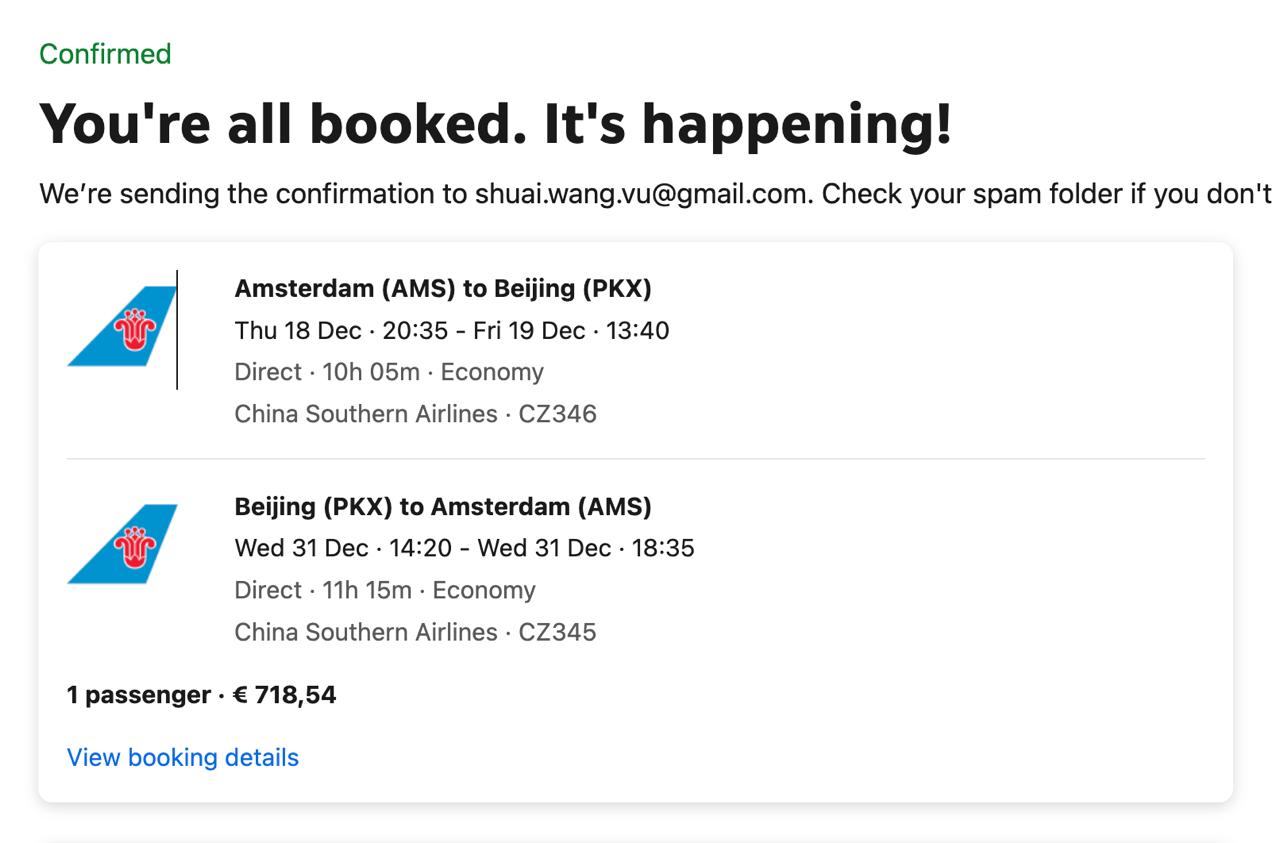 Confirmed
You're all booked. It's happening!
We’re sending the confirmation to shuai.wang.vu@gmail.com. Check your spam folder if you don't
Amsterdam (AMS) to Beijing (PKX)
Thu 18 Dec · 20:35 - Fri 19 Dec · 13:40
Direct · 10h 05m · Economy
China Southern Airlines · CZ346
Beijing (PKX) to Amsterdam (AMS)
Wed 31 Dec · 14:20 - Wed 31 Dec · 18:35
Direct · 11h 15m · Economy
China Southern Airlines · CZ345
1 passenger · € 718,54
View booking details